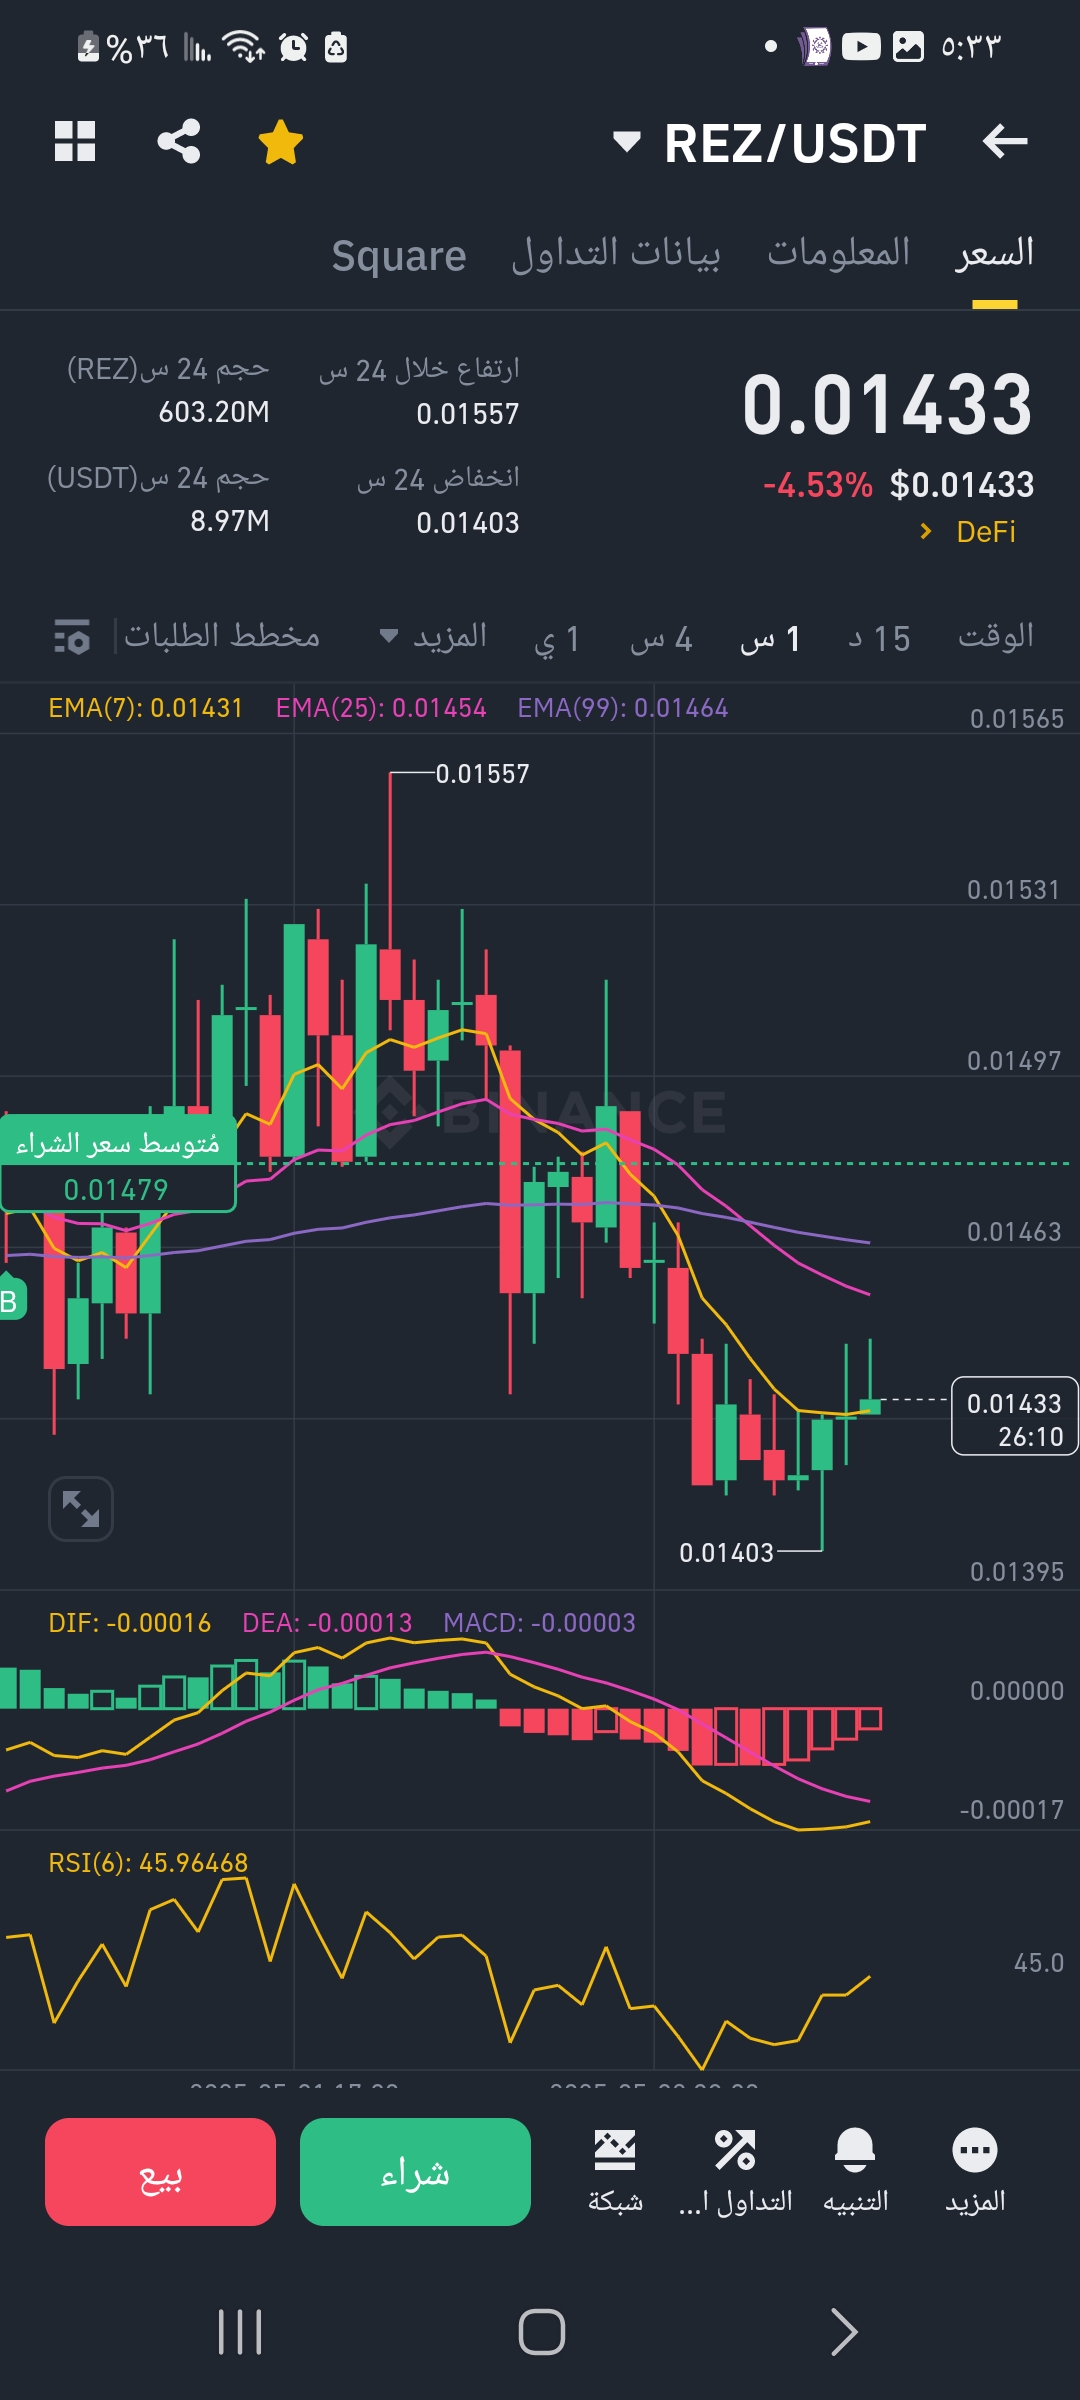 ٥:٣٣
%٣٦
REZ/USDT
السعر
المعلومات
بيانات التداول
Square
0.01433
$0.01433 -4.53%
DeFi
ارتفاع خلال 24 س
0.01557
انخفاض 24 س
0.01403
حجم 24 س(REZ)
603.20M
حجم 24 س(USDT)
8.97M
الوقت
15 د
1 س
4 س
1 ي
المزيد
مخطط الطلبات
EMA(7): 0.01431 EMA(25): 0.01454 EMA(99): 0.01464
0.01565
0.01557
0.01531
0.01497
BINANCE
مُتوسط سعر الشراء
0.01479
0.01463
B
0.01433
26:10
0.01403
0.01395
DIF: -0.00016 DEA: -0.00013 MACD: -0.00003
0.00000
-0.00017
RSI(6): 45.96468
45.0
المزيد
التنبيه
التداول ا...
شبكة
شراء
بيع